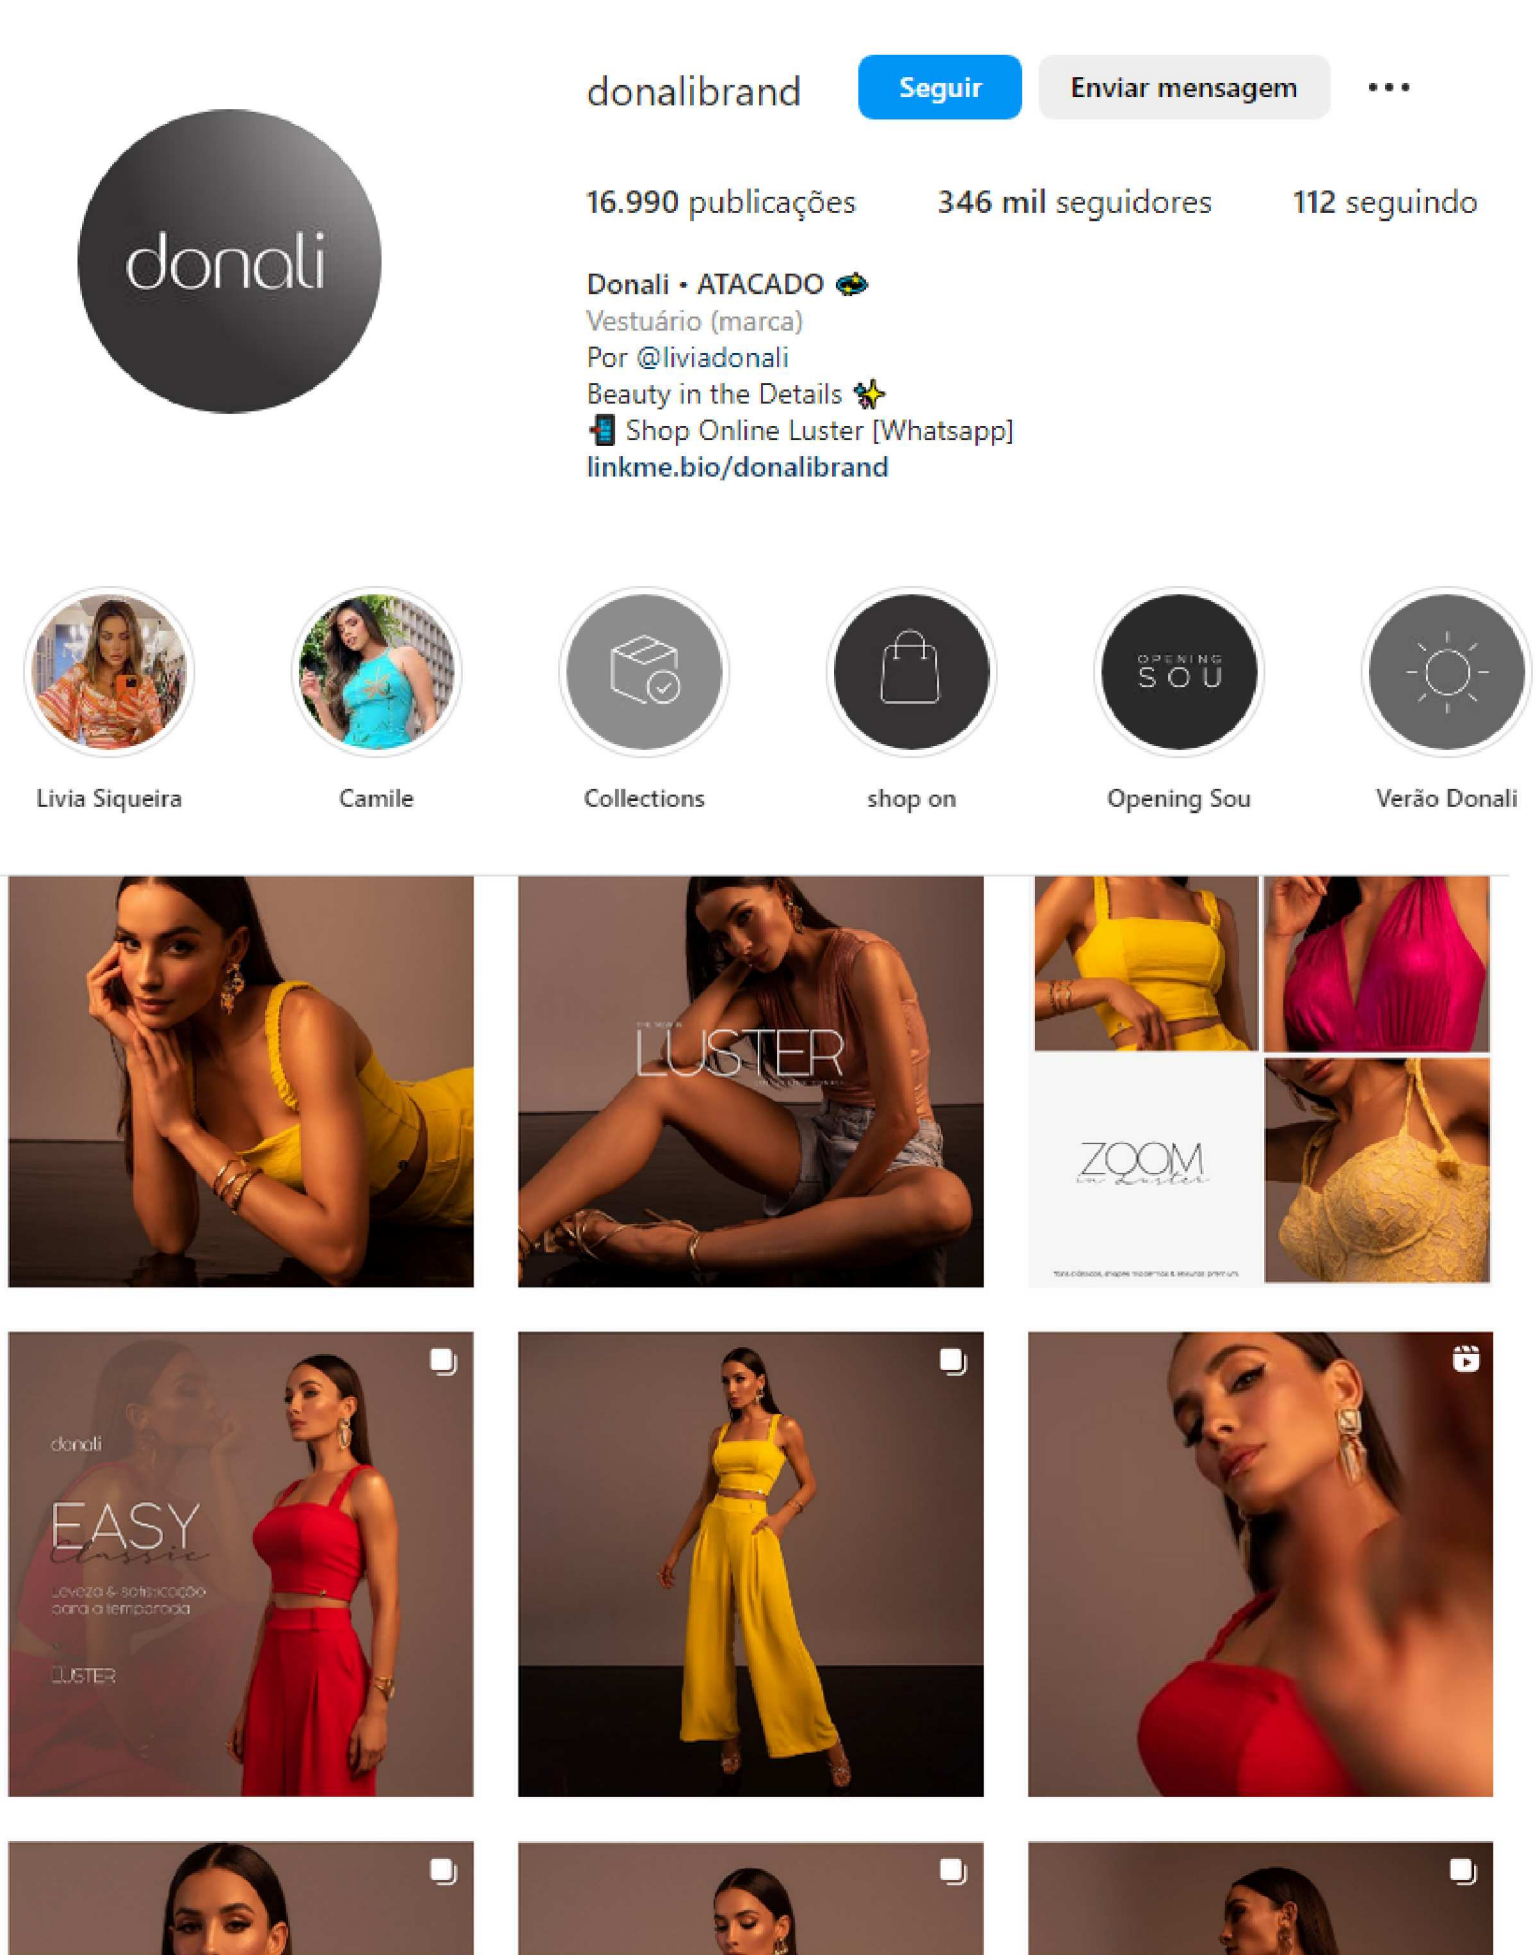 donalibrand
Seguir
Enviar mensagem
donali
16.990 publicações
346 mil seguidores
112 seguindo
Donali • ATACADO
Vestuário (marca)
Por @liviadonali
Beauty in the Details ✨
Shop Online Luster [Whatsapp]
linkme.bio/donalibrand
OPENING
SOU
Livia Siqueira
Camile
Collections
shop on
Opening Sou
Verão Donali
LUSTER
ZOOM
in Luster
donali
EASY
Classic
Leveza & sofisticação
para a temporada
LUSTER